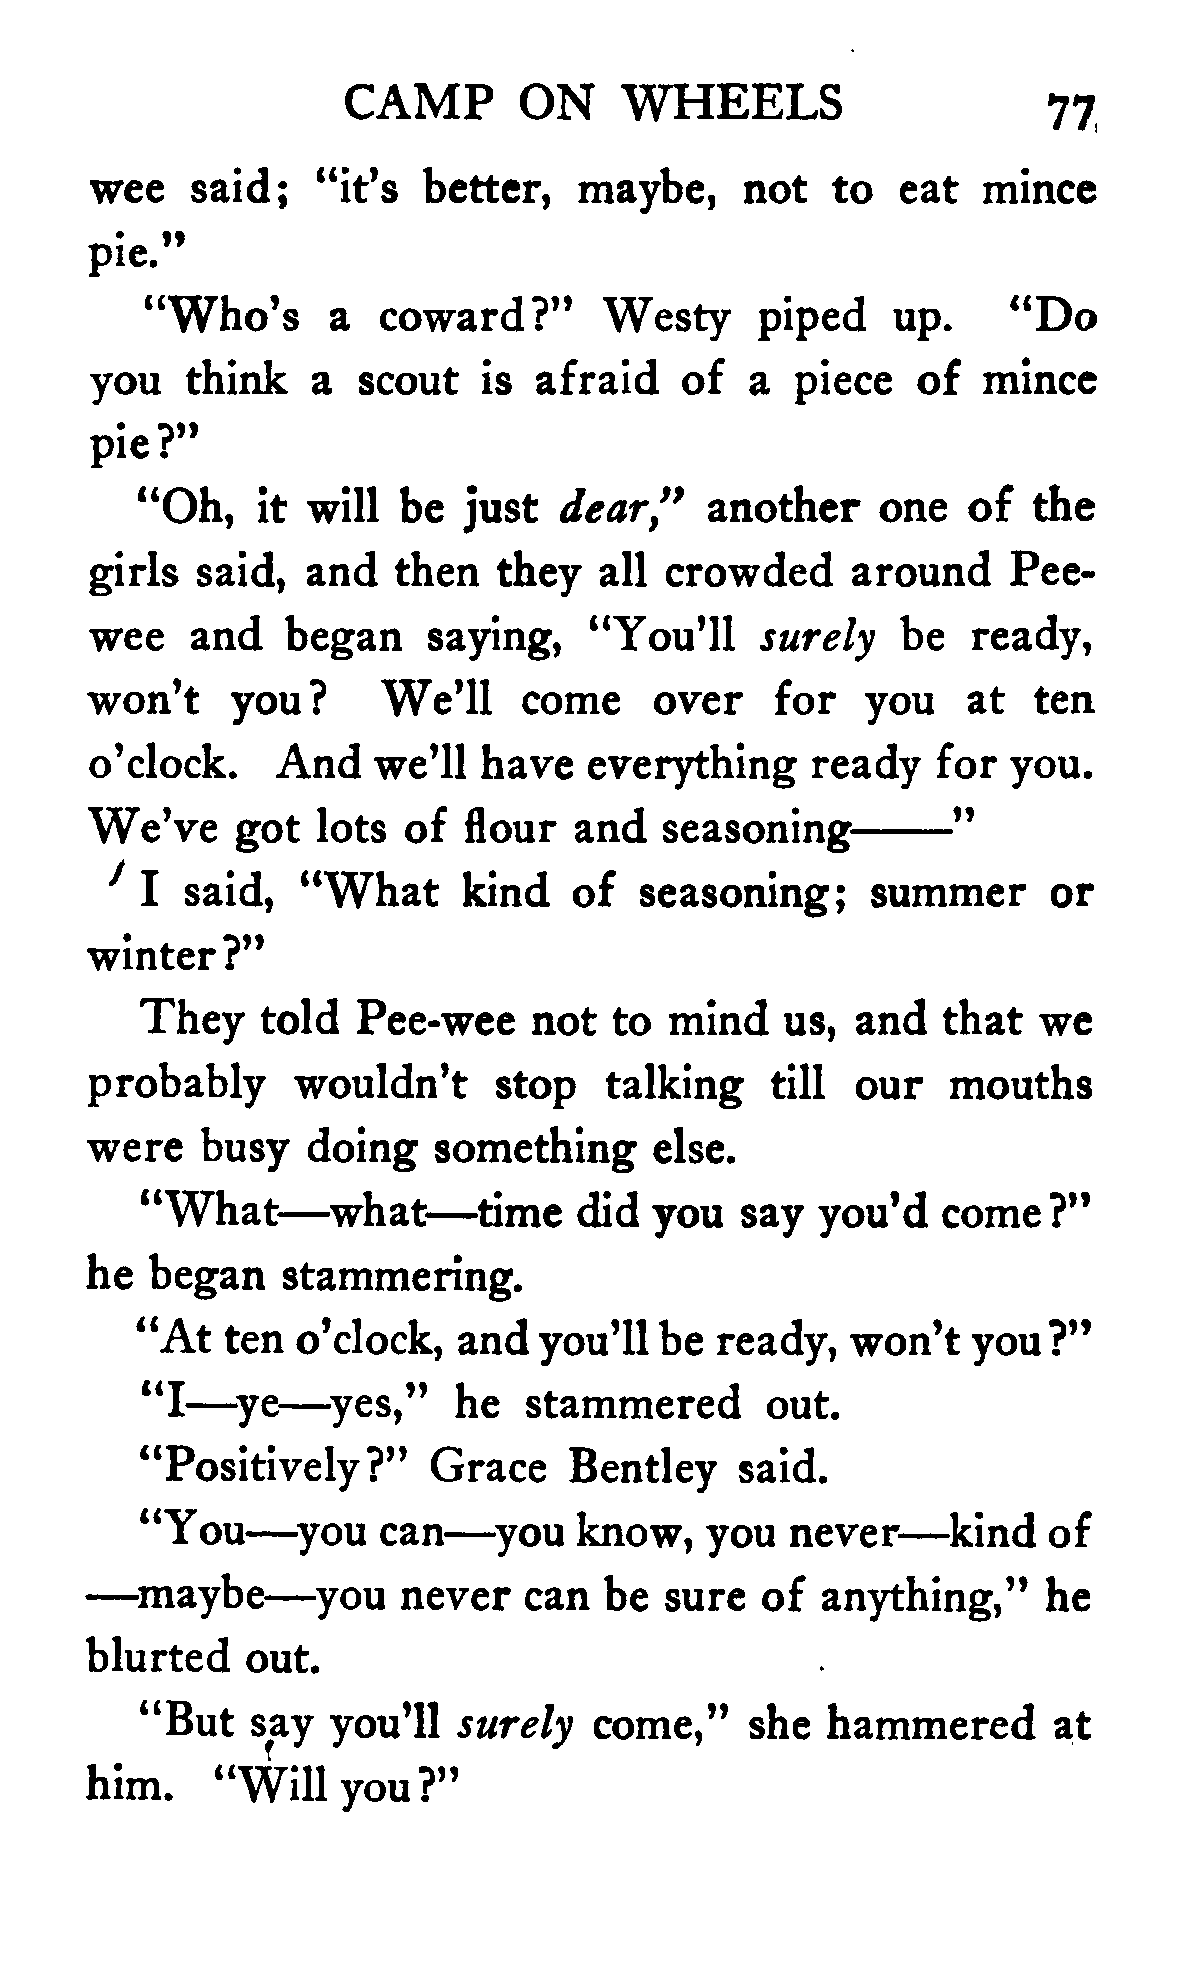 CAMP ON WHEELS 77
wee said; “it’s better, maybe, not to eat mince
pie.”
“Who’s a coward?” Westy piped up. “Do
you think a scout is afraid of a piece of mince
pie?”
“Oh, it will be just dear,” another one of the
girls said, and then they all crowded around Pee-
wee and began saying, “You’ll surely be ready,
won’t you? We’ll come over for you at ten
o’clock. And we’ll have everything ready for you.
We’ve got lots of flour and seasoning——”
I said, “What kind of seasoning; summer or
winter?”
They told Pee-wee not to mind us, and that we
probably wouldn’t stop talking till our mouths
were busy doing something else.
“What—what—time did you say you’d come?”
he began stammering.
“At ten o’clock, and you’ll be ready, won’t you?”
“I—ye—yes,” he stammered out.
“Positively?” Grace Bentley said.
“You—you can—you know, you never—kind of
—maybe—you never can be sure of anything,” he
blurted out.
“But say you’ll surely come,” she hammered at
him. “Will you?”